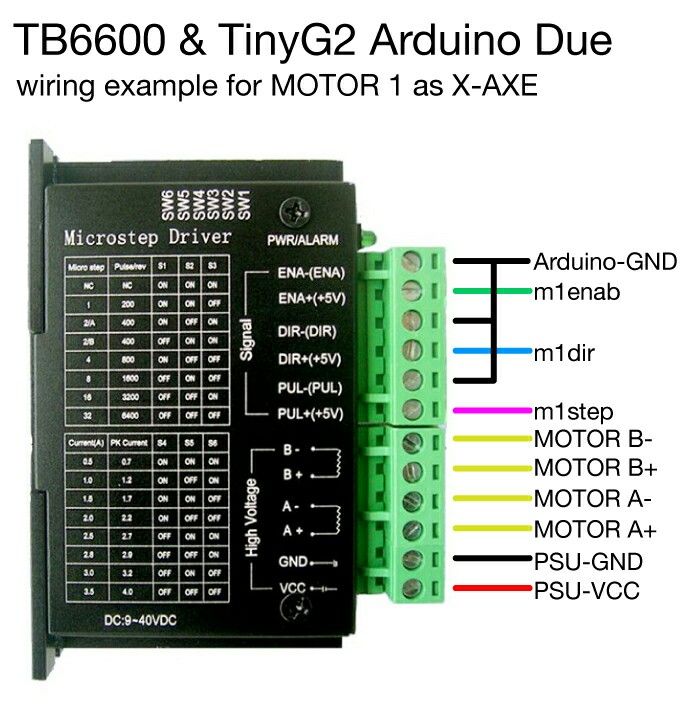 TB6600 & TinyG2 Arduino Due
wiring example for MOTOR 1 as X-AXE
SW6
SW5
SW4
SW3
SW2
SW1
Microstep Driver
PWR/ALARM
Micro step Pulse/rev S1 S2 S3
NC NC ON ON ON
1 200 ON ON OFF
2/A 400 ON OFF ON
2/B 400 OFF ON ON
4 800 ON OFF OFF
8 1600 OFF ON OFF
16 3200 OFF OFF ON
32 6400 OFF OFF OFF
Current(A) PK Current S4 S5 S6
0.5 0.7 ON ON ON
1.0 1.2 ON OFF ON
1.5 1.7 ON ON OFF
2.0 2.2 ON OFF OFF
2.5 2.7 OFF ON ON
2.8 2.9 OFF OFF ON
3.0 3.2 OFF ON OFF
3.5 4.0 OFF OFF OFF
DC:9~40VDC
Signal
ENA-(ENA)
ENA+(+5V)
DIR-(DIR)
DIR+(+5V)
PUL-(PUL)
PUL+(+5V)
High Voltage
B -
B +
A -
A +
GND
VCC
Arduino-GND
m1enab
m1dir
m1step
MOTOR B-
MOTOR B+
MOTOR A-
MOTOR A+
PSU-GND
PSU-VCC